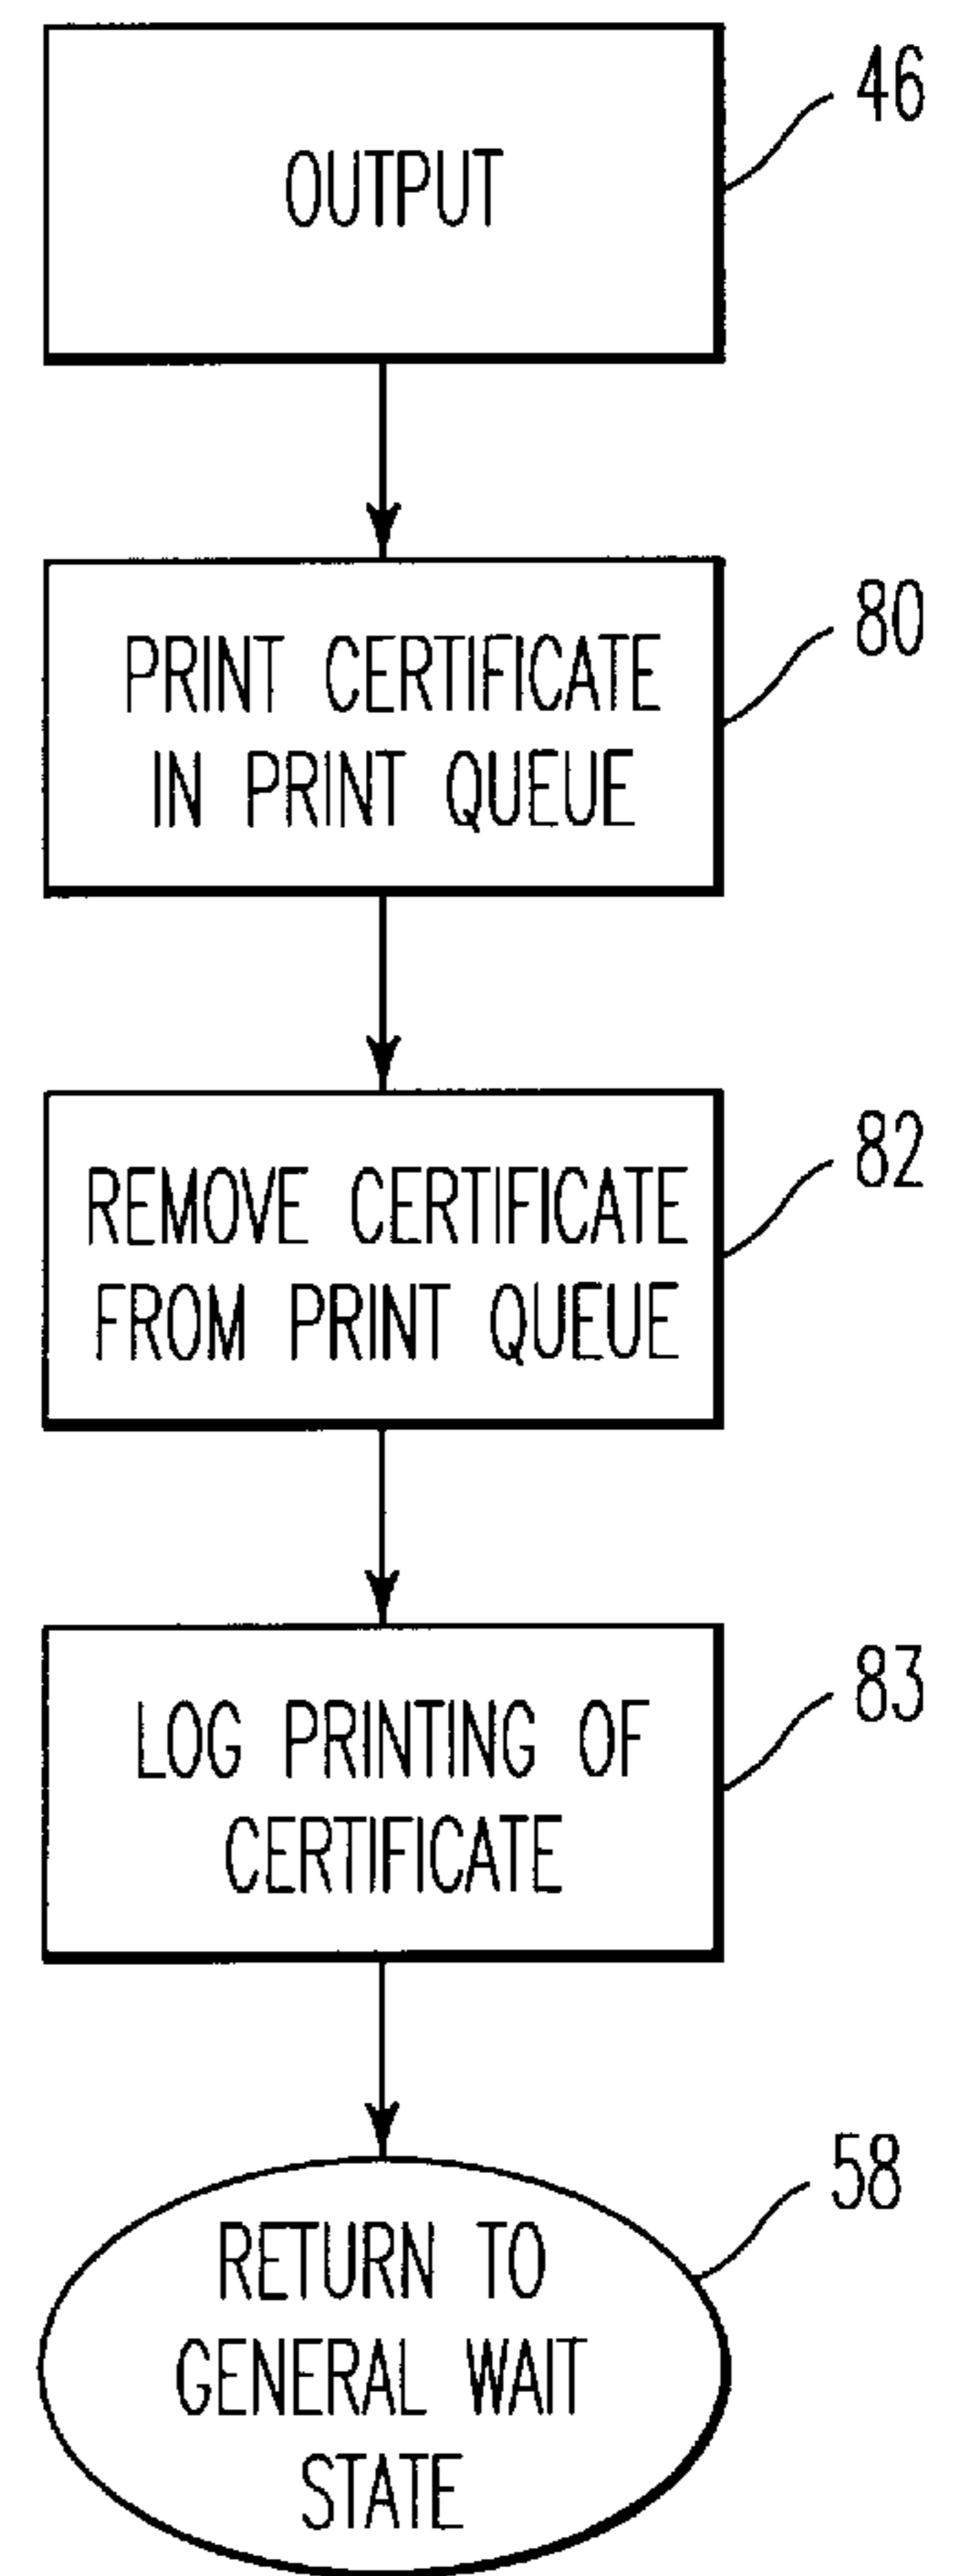 OUTPUT
46
PRINT CERTIFICATE
IN PRINT QUEUE
80
REMOVE CERTIFICATE
FROM PRINT QUEUE
82
LOG PRINTING OF
CERTIFICATE
83
RETURN TO
GENERAL WAIT
STATE
58